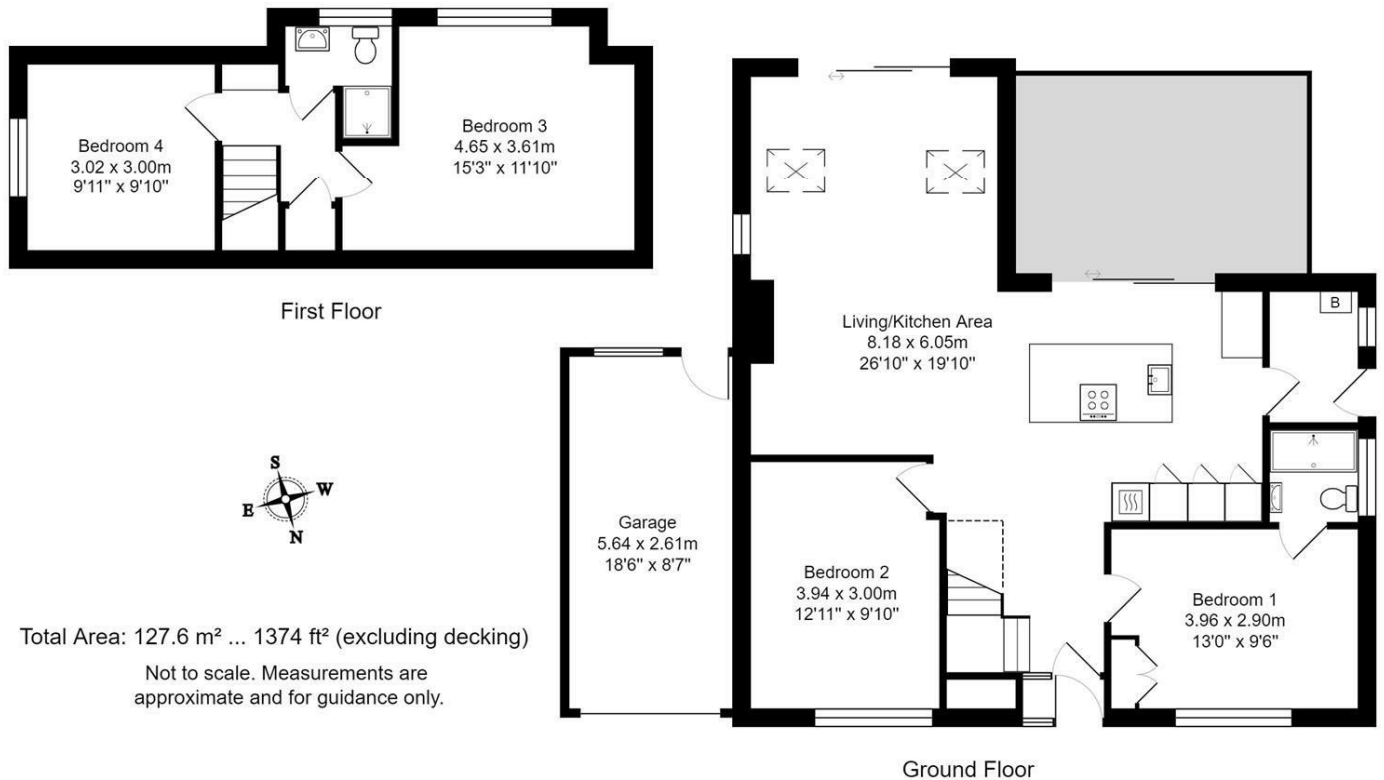 Bedroom 4
3.02 x 3.00m
9'11" x 9'10"
Bedroom 3
4.65 x 3.61m
15'3" x 11'10"
First Floor
Living/Kitchen Area
8.18 x 6.05m
26'10" x 19'10"
B
S
W
E
N
Garage
5.64 x 2.61m
18'6" x 8'7"
Bedroom 2
3.94 x 3.00m
12'11" x 9'10"
Bedroom 1
3.96 x 2.90m
13'0" x 9'6"
Total Area: 127.6 m² ... 1374 ft² (excluding decking)
Not to scale. Measurements are
approximate and for guidance only.
Ground Floor